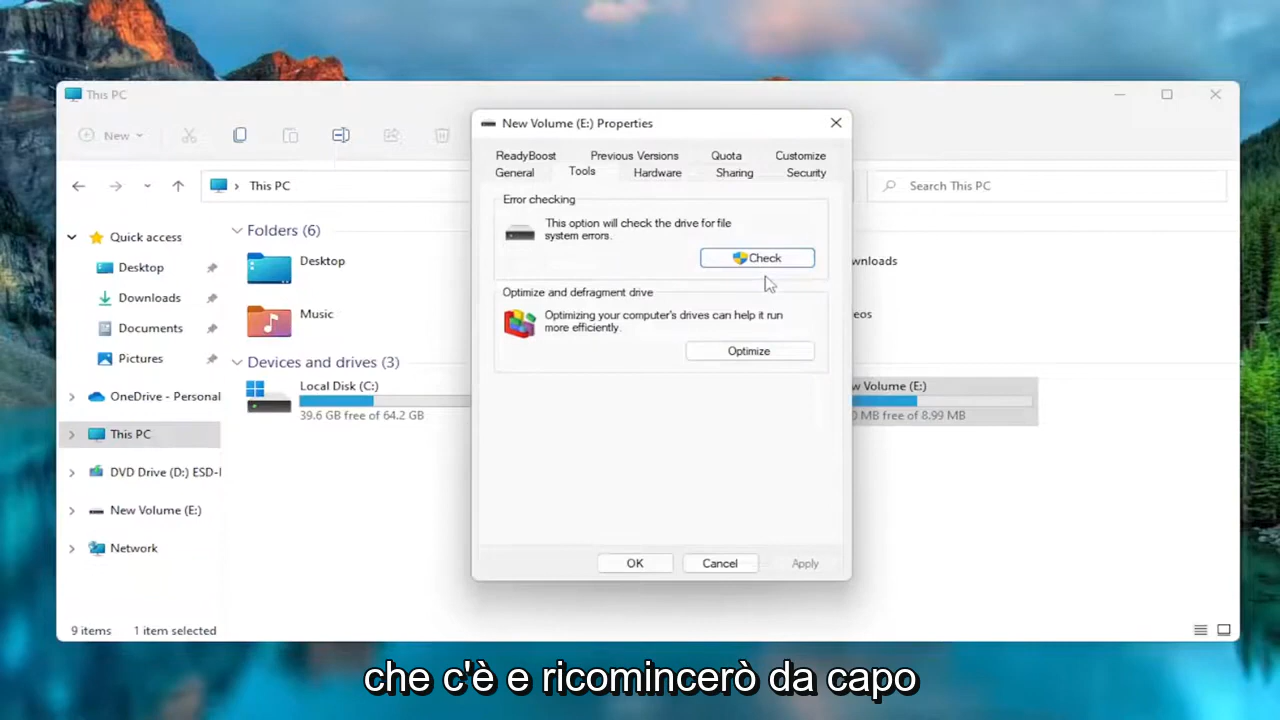 This PC
New
This PC
Search This PC
Quick access
Desktop
Downloads
Documents
Pictures
OneDrive - Personal
This PC
DVD Drive (D:) ESD-I
New Volume (E:)
Network
Folders (6)
Desktop
Music
Devices and drives (3)
Local Disk (C:)
39.6 GB free of 64.2 GB
wnloads
eos
w Volume (E:)
MB free of 8.99 MB
9 items 1 item selected
New Volume (E:) Properties
ReadyBoost Previous Versions Quota Customize
General Tools Hardware Sharing Security
Error checking
This option will check the drive for file
system errors.
Check
Optimize and defragment drive
Optimizing your computer's drives can help it run
more efficiently.
Optimize
OK Cancel Apply
che c'è e ricomincerò da capo